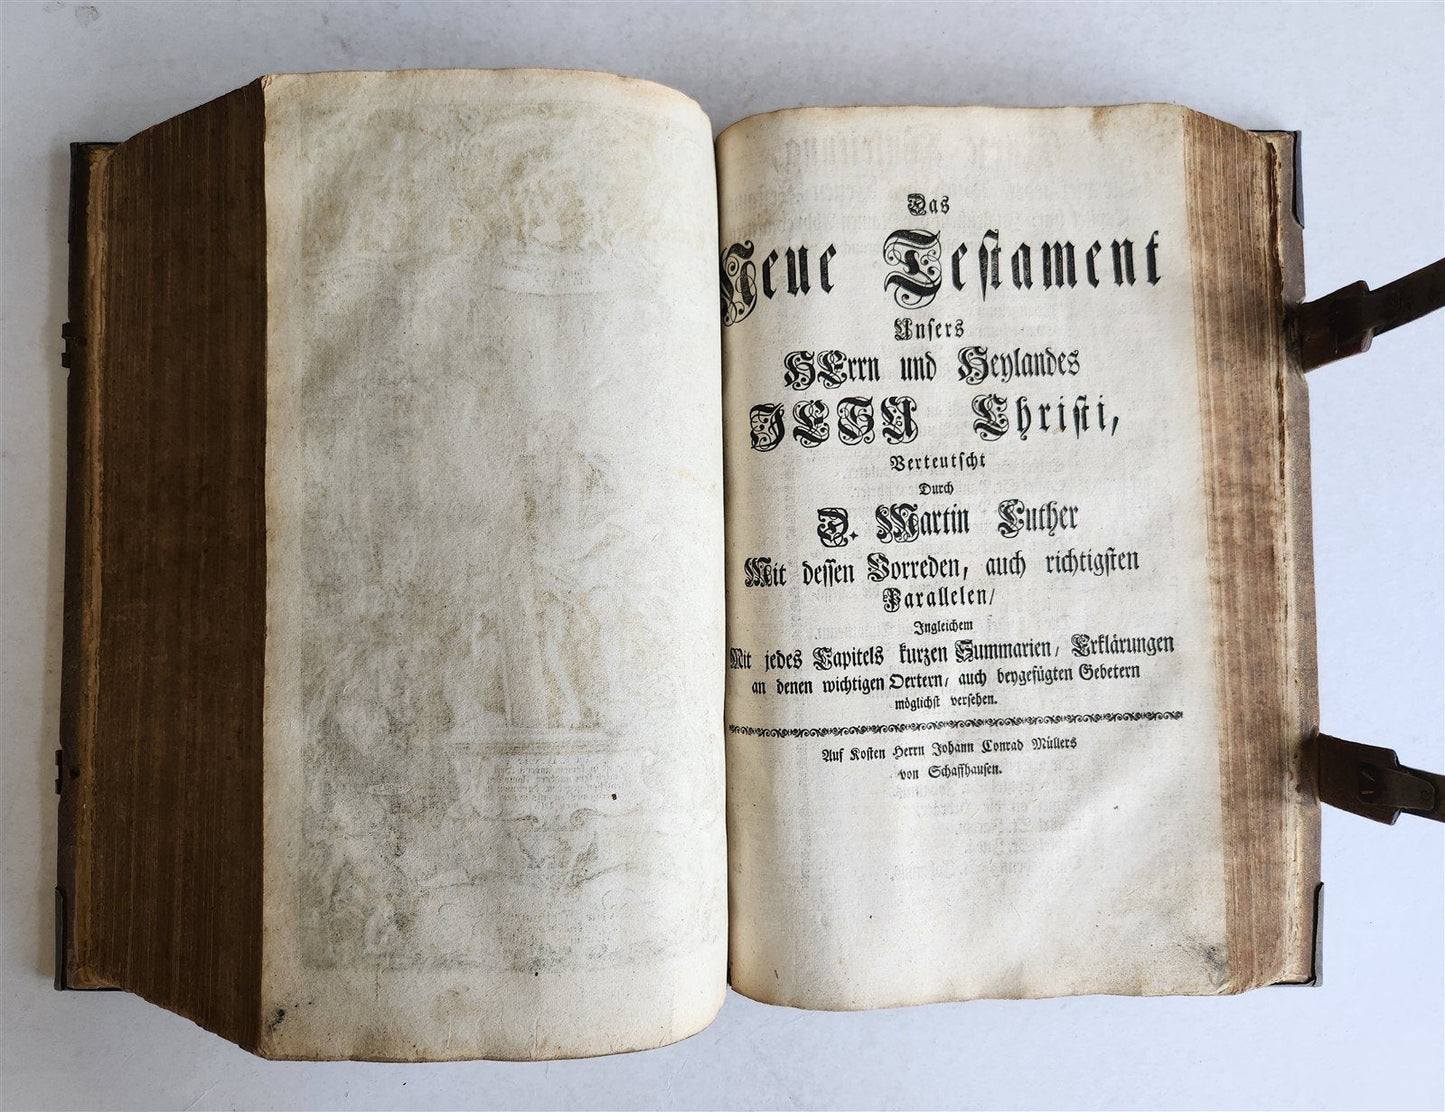 Das
Neue Testament
Unsers
HErrn und Heylandes
JESU Christi,
Verteutscht
Durch
D. Martin Luther
Mit dessen Vorreden, auch richtigsten
Parallelen/
Ingleichem
Mit jedes Capitels kurzen Summarien/ Erklärungen
an denen wichtigen Oertern/ auch beygefügten Gebetern
möglichst versehen.
Auf Kosten Herrn Johann Conrad Müllers
von Schaffhausen.